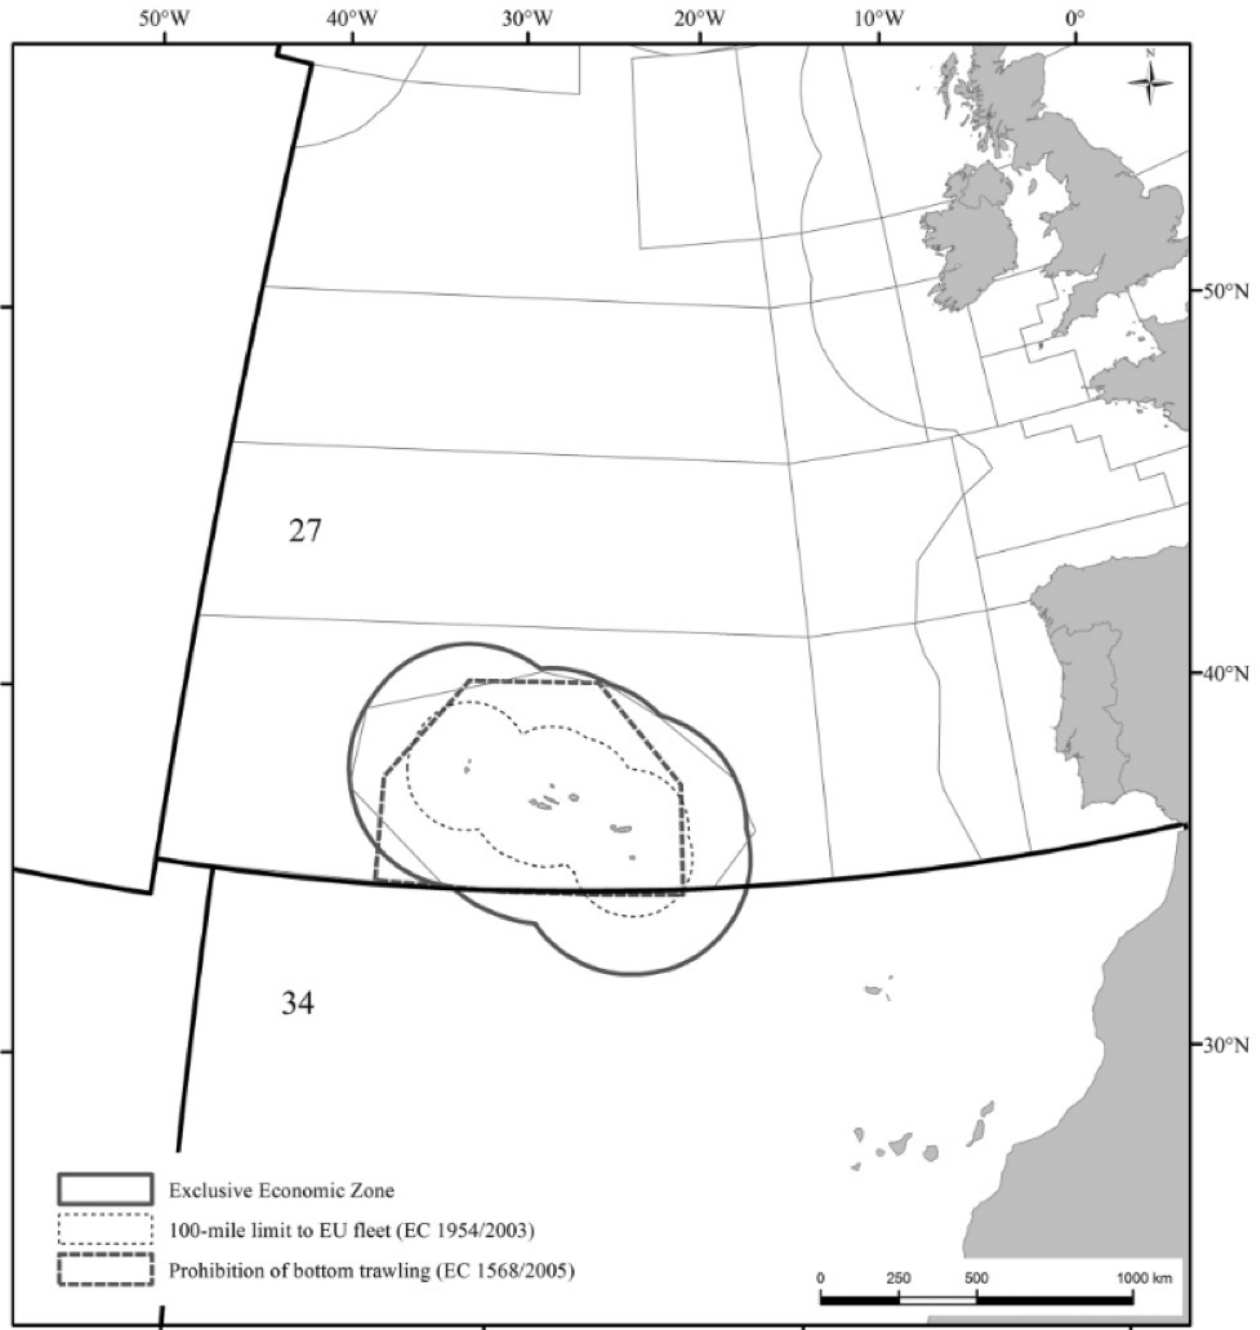 50°W 40°W 30°W 20°W 10°W 0°
N
50°N
27
40°N
34
30°N
Exclusive Economic Zone
100-mile limit to EU fleet (EC 1954/2003)
Prohibition of bottom trawling (EC 1568/2005)
0 250 500 1000 km